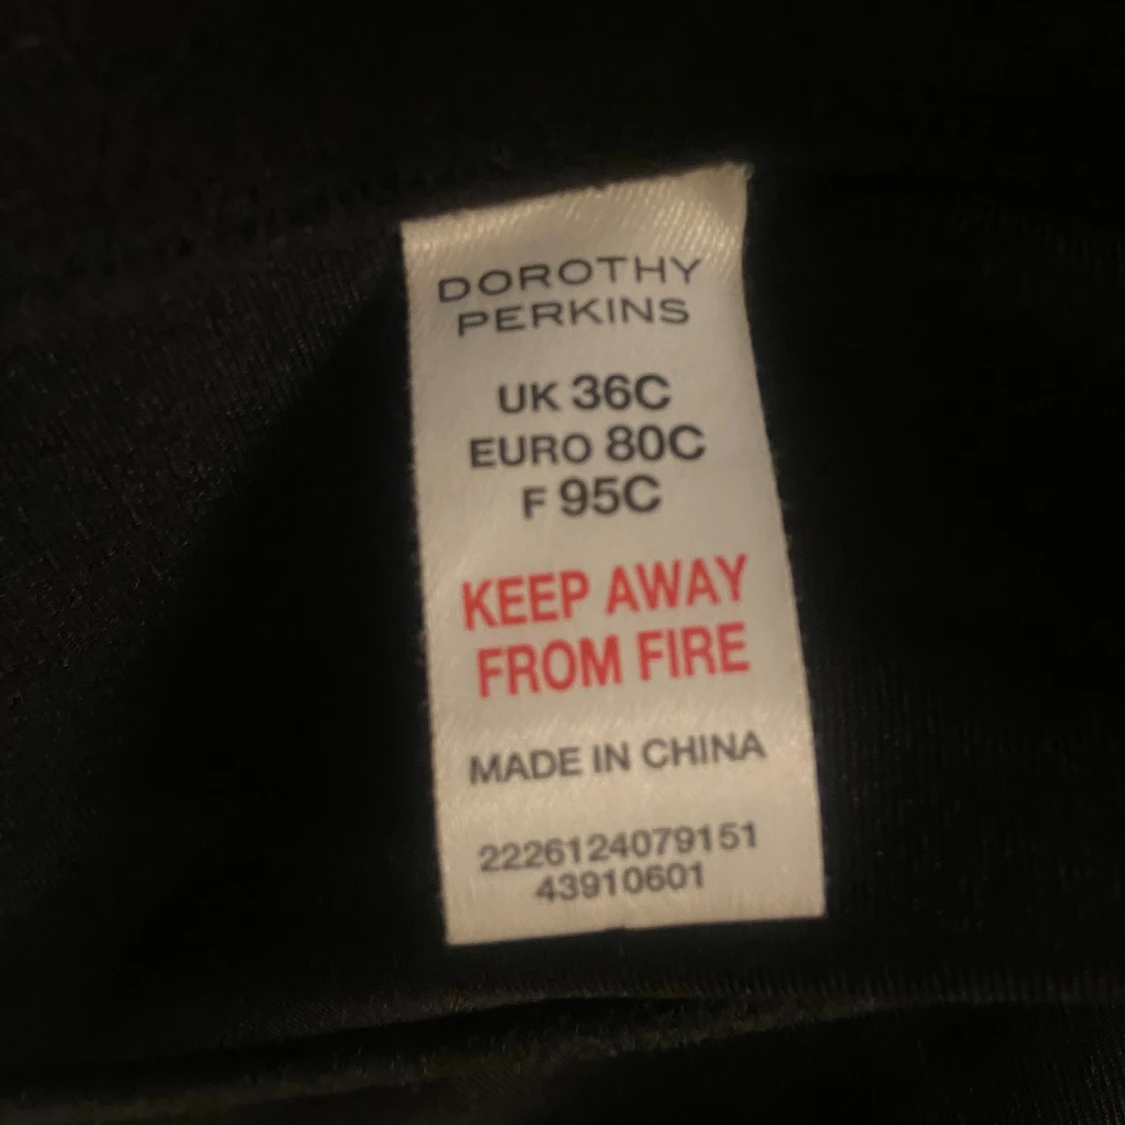 DOROTHY
PERKINS
UK 36C
EURO 80C
F 95C
KEEP AWAY
FROM FIRE
MADE IN CHINA
2226124079151
43910601